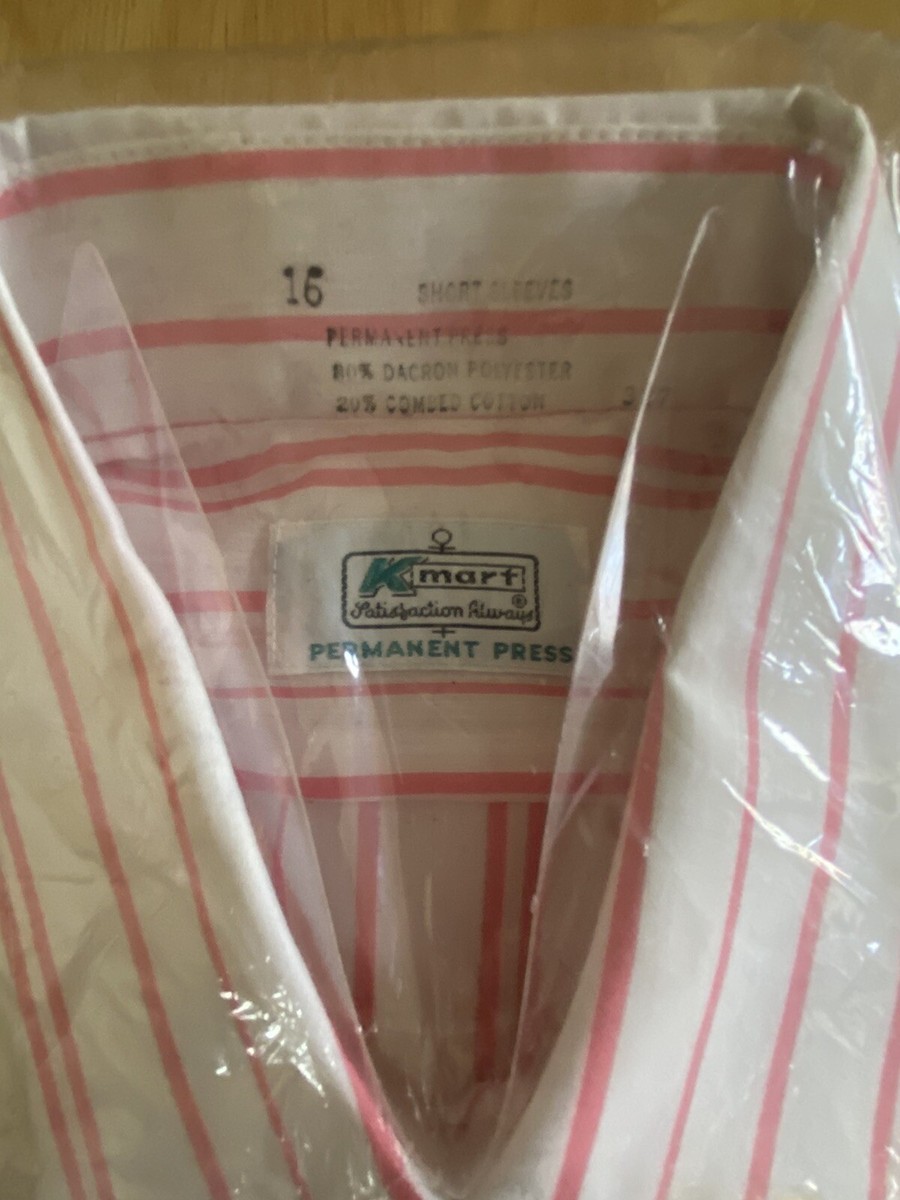 16 SHORT SLEEVES
PERMANENT PRESS
80% DACRON POLYESTER
20% COMBED COTTON
Kmart
Satisfaction Always
PERMANENT PRESS